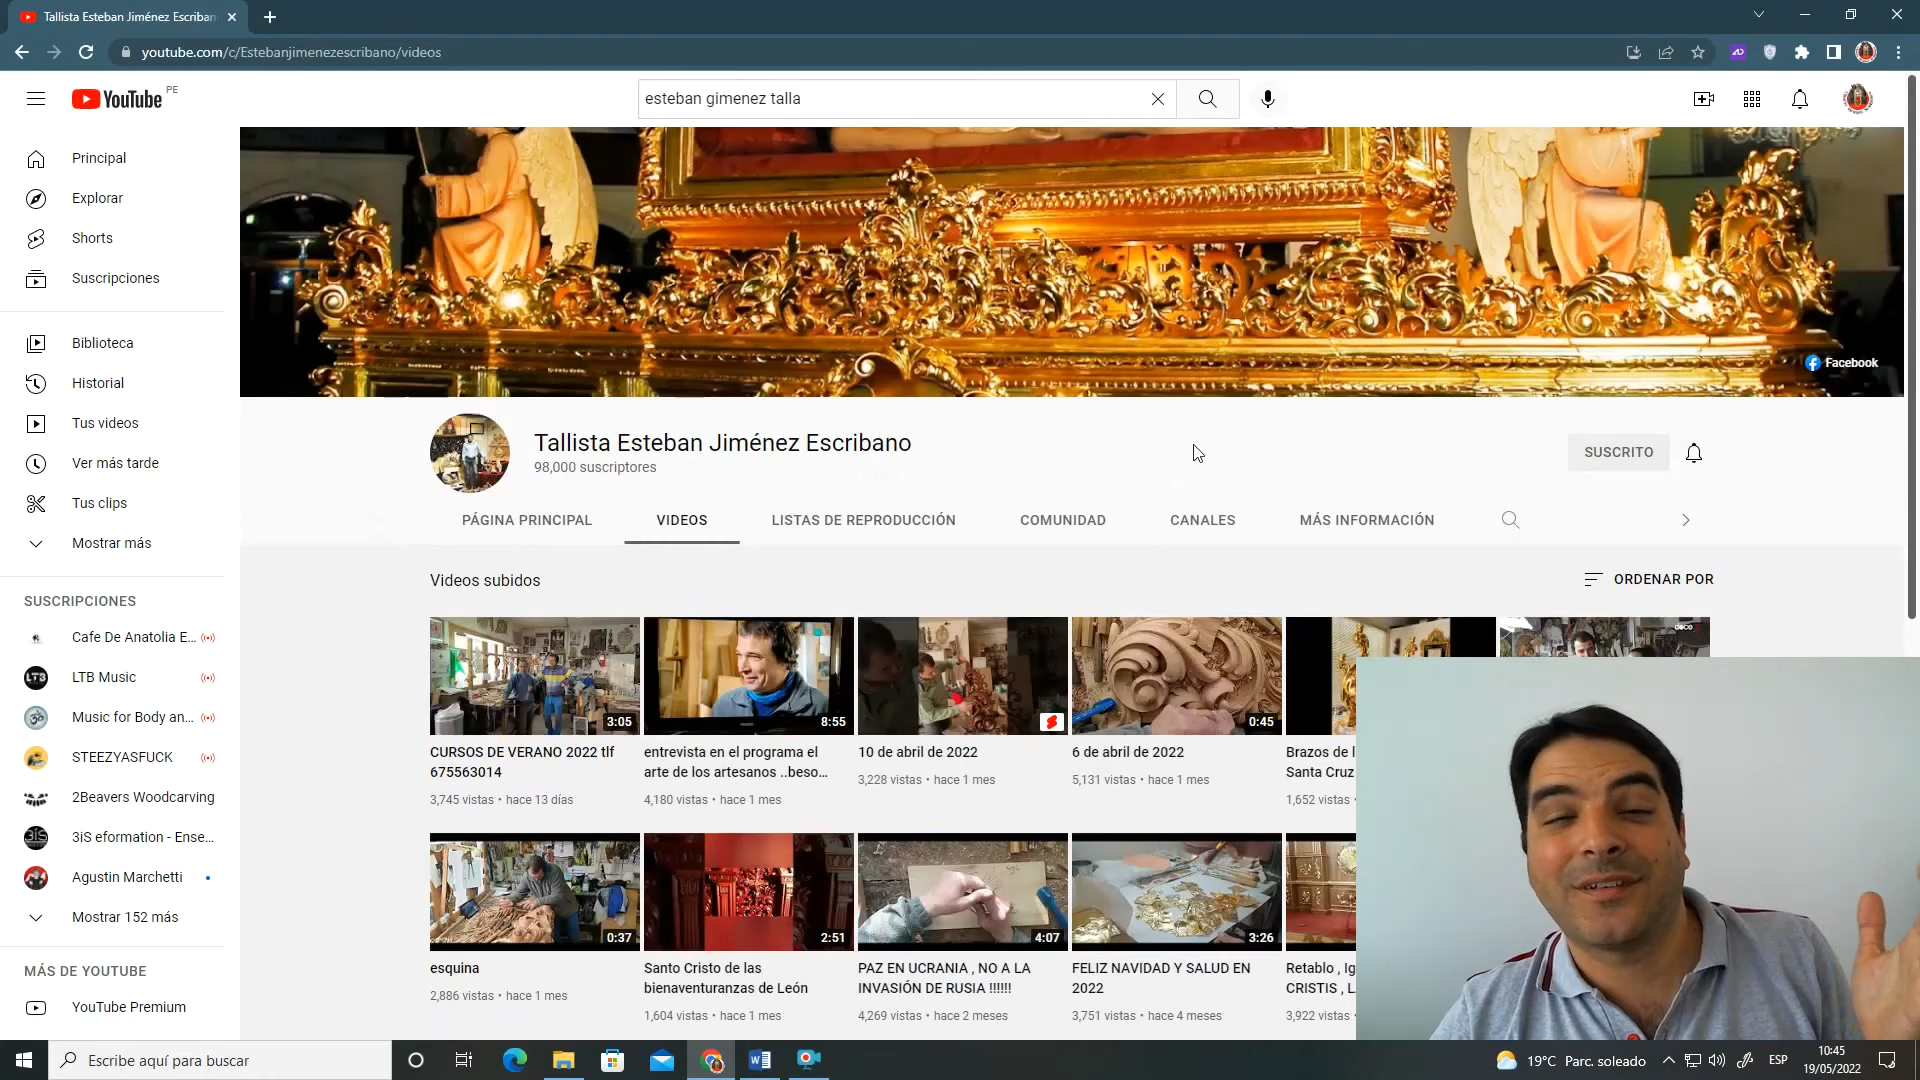 Tallista Esteban Jiménez Escriban
youtube.com/c/Estebanjimenezescribano/videos
YouTube PE
esteban gimenez talla
Principal
Explorar
Shorts
Suscripciones
Biblioteca
Historial
Tus videos
Ver más tarde
Tus clips
Mostrar más
SUSCRIPCIONES
Cafe De Anatolia E...
LTB Music
Music for Body an...
STEEZYASFUCK
2Beavers Woodcarving
3iS eformation - Ense...
Agustin Marchetti
Mostrar 152 más
MÁS DE YOUTUBE
YouTube Premium
Facebook
Tallista Esteban Jiménez Escribano
98,000 suscriptores
SUSCRITO
PÁGINA PRINCIPAL VIDEOS LISTAS DE REPRODUCCIÓN COMUNIDAD CANALES MÁS INFORMACIÓN
Videos subidos
ORDENAR POR
3:05
CURSOS DE VERANO 2022 tlf
675563014
3,745 vistas • hace 13 días
8:55
entrevista en el programa el
arte de los artesanos ..beso...
4,180 vistas • hace 1 mes
10 de abril de 2022
3,228 vistas • hace 1 mes
0:45
6 de abril de 2022
5,131 vistas • hace 1 mes
Brazos de l
Santa Cruz
1,652 vistas •
doce
0:37
esquina
2,886 vistas • hace 1 mes
2:51
Santo Cristo de las
bienaventuranzas de León
1,604 vistas • hace 1 mes
4:07
PAZ EN UCRANIA , NO A LA
INVASIÓN DE RUSIA !!!!!!
4,269 vistas • hace 2 meses
3:26
FELIZ NAVIDAD Y SALUD EN
2022
3,751 vistas • hace 4 meses
Retablo , Ig
CRISTIS , L
3,922 vistas
Escribe aquí para buscar
19°C Parc. soleado
ESP
10:45
19/05/2022